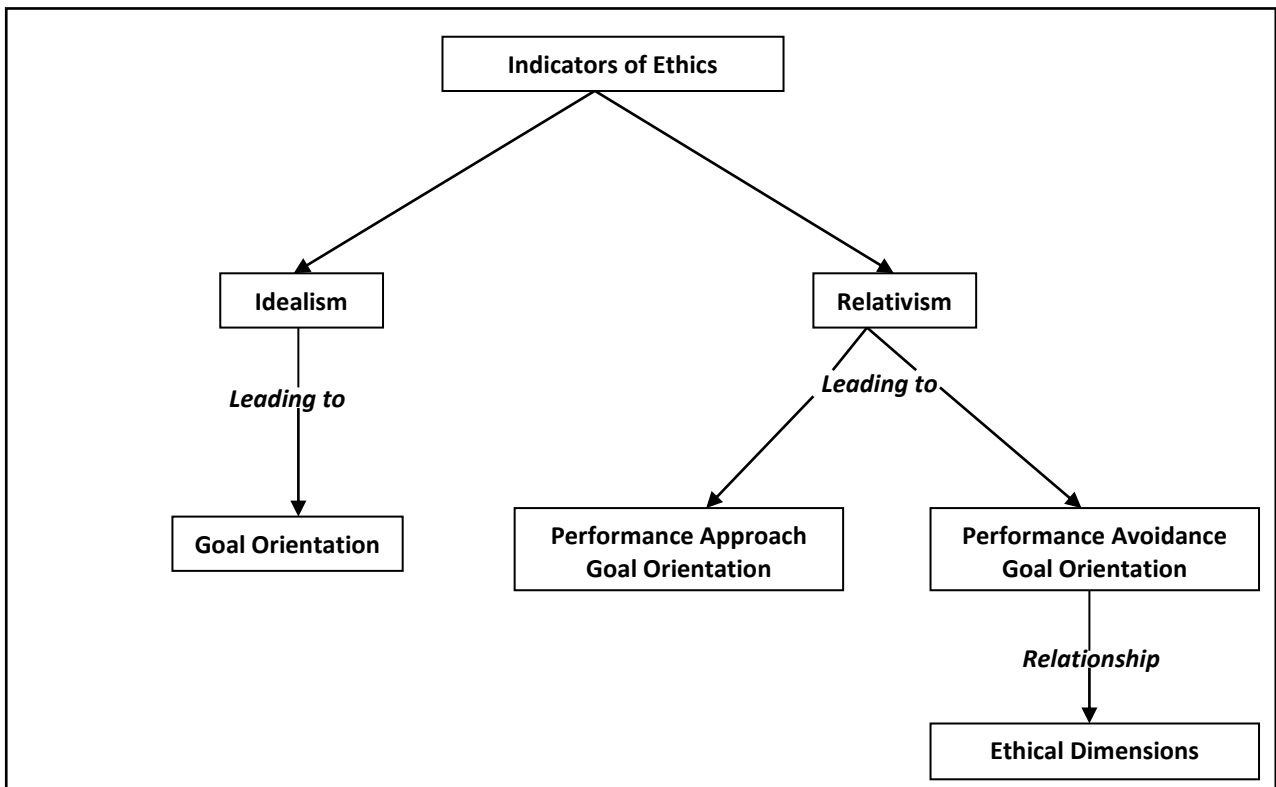 Indicators of Ethics
Idealism
Relativism
Leading to
Leading to
Goal Orientation
Performance Approach
Goal Orientation
Performance Avoidance
Goal Orientation
Relationship
Ethical Dimensions